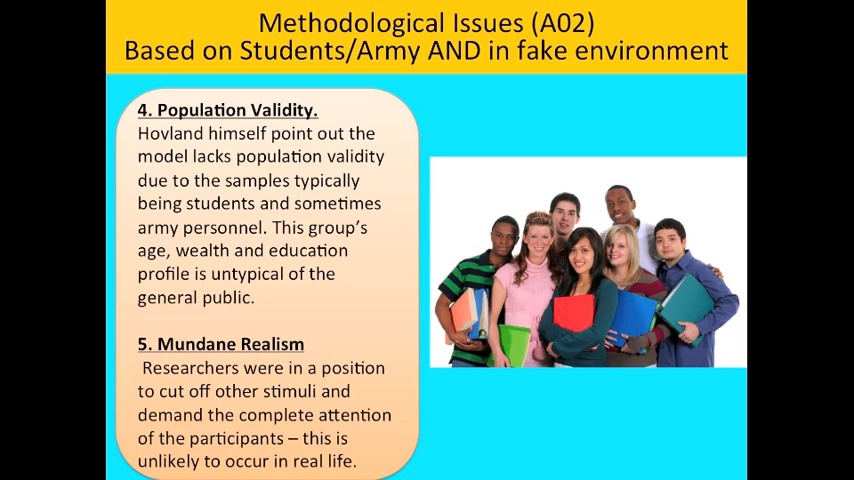 Methodological Issues (A02)
Based on Students/Army AND in fake environment
4. Population Validity.
Hovland himself point out the
model lacks population validity
due to the samples typically
being students and sometimes
army personnel. This group's
age, wealth and education
profile is untypical of the
general public.
5. Mundane Realism
Researchers were in a position
to cut off other stimuli and
demand the complete attention
of the participants – this is
unlikely to occur in real life.